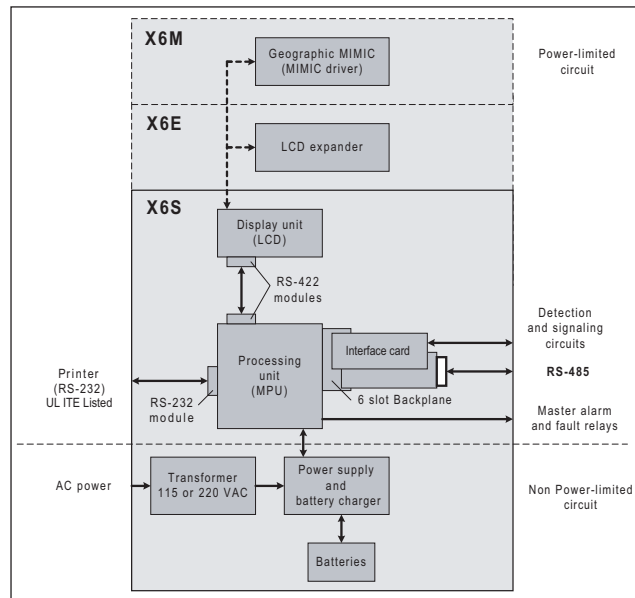 X6M
Geographic MIMIC
(MIMIC driver)
Power-limited
circuit
X6E
LCD expander
X6S
Display unit
(LCD)
RS-422
modules
Detection
and signaling
circuits
Interface card
Processing
unit
(MPU)
RS-485
Printer
(RS-232)
UL ITE Listed
RS-232
module
6 slot Backplane
Master alarm
and fault relays
AC power
Transformer
115 or 220 VAC
Power supply
and
battery charger
Non Power-limited
circuit
Batteries